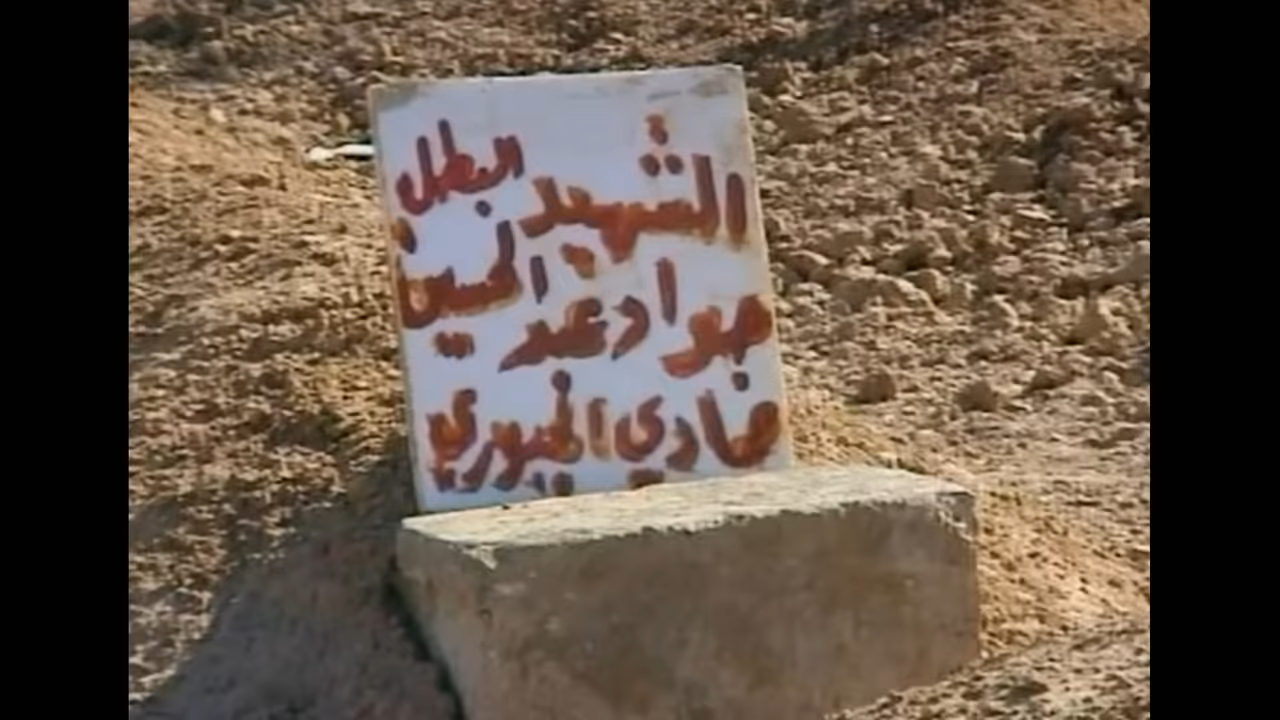 الشهيد البطل
جواد عبد الحسين
هادي الجبوري